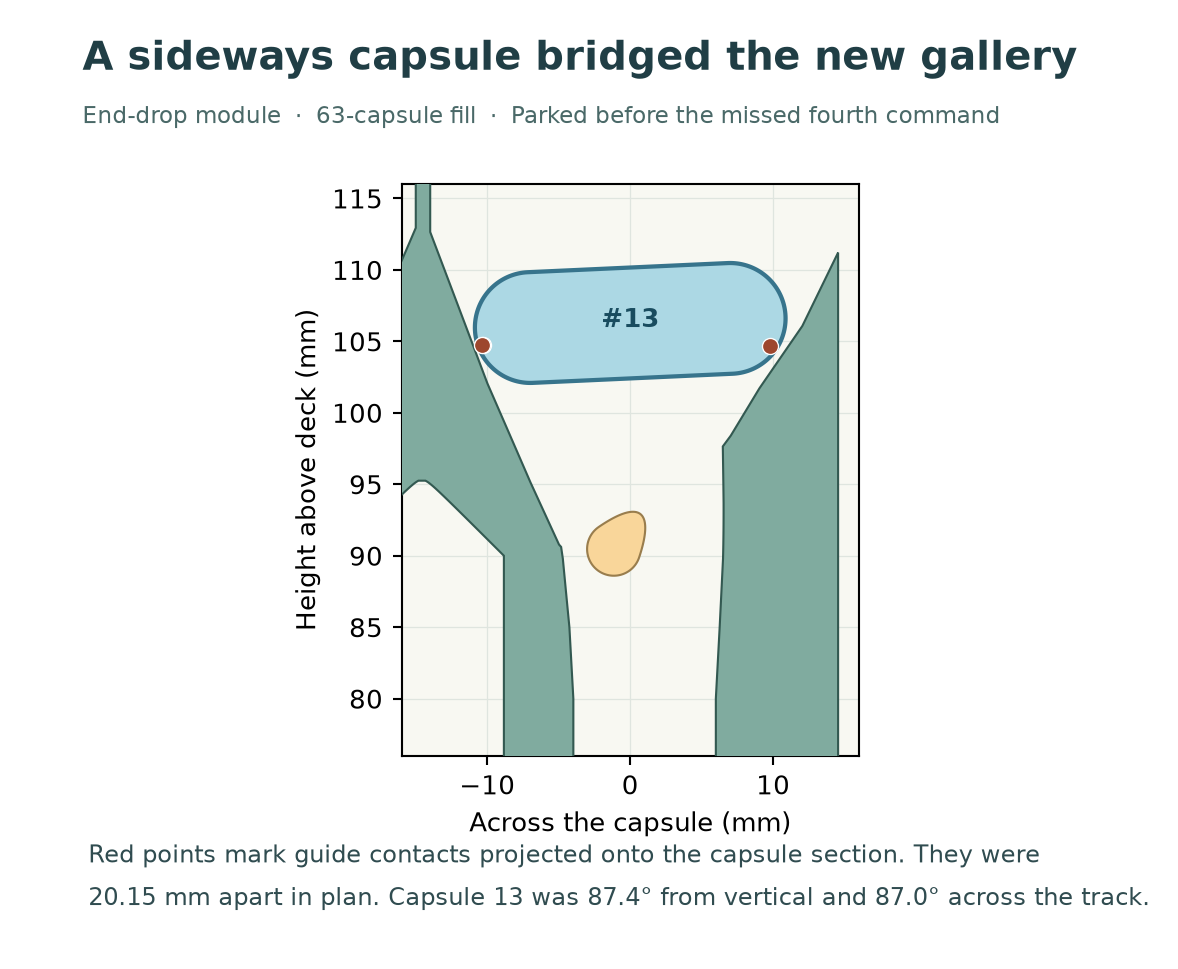 A sideways capsule bridged the new gallery
End-drop module · 63-capsule fill · Parked before the missed fourth command
115
110
105
100
95
90
85
80
Height above deck (mm)
#13
−10 0 10
Across the capsule (mm)
Red points mark guide contacts projected onto the capsule section. They were
20.15 mm apart in plan. Capsule 13 was 87.4° from vertical and 87.0° across the track.